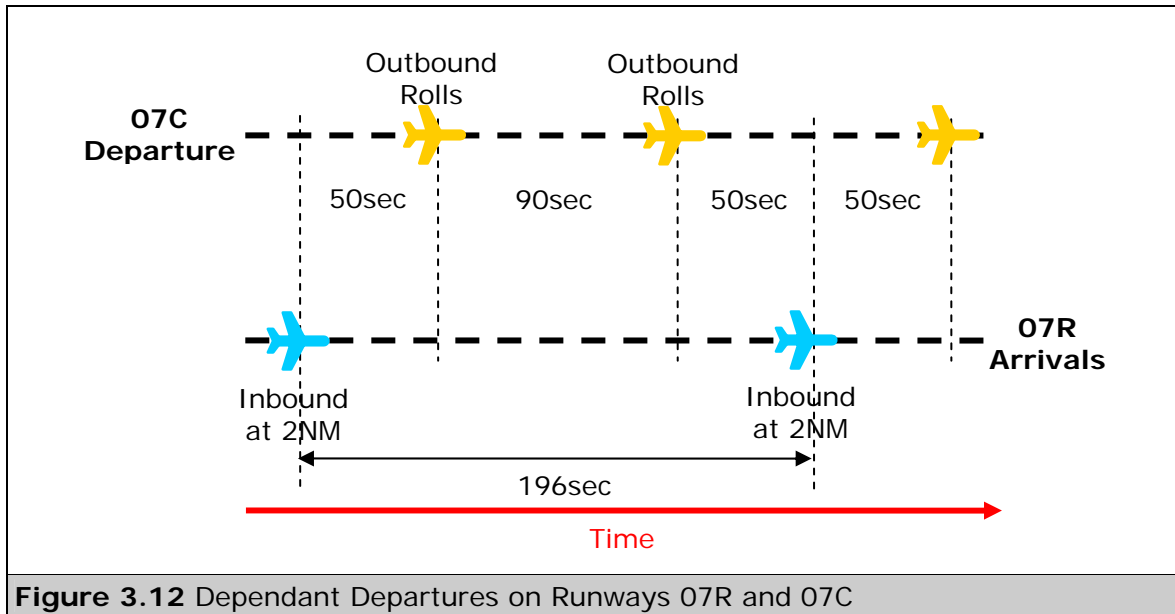 Outbound
Rolls
Outbound
Rolls
07C
Departure
50sec
90sec
50sec
50sec
07R
Arrivals
Inbound
at 2NM
Inbound
at 2NM
196sec
Time
Figure 3.12 Dependant Departures on Runways 07R and 07C